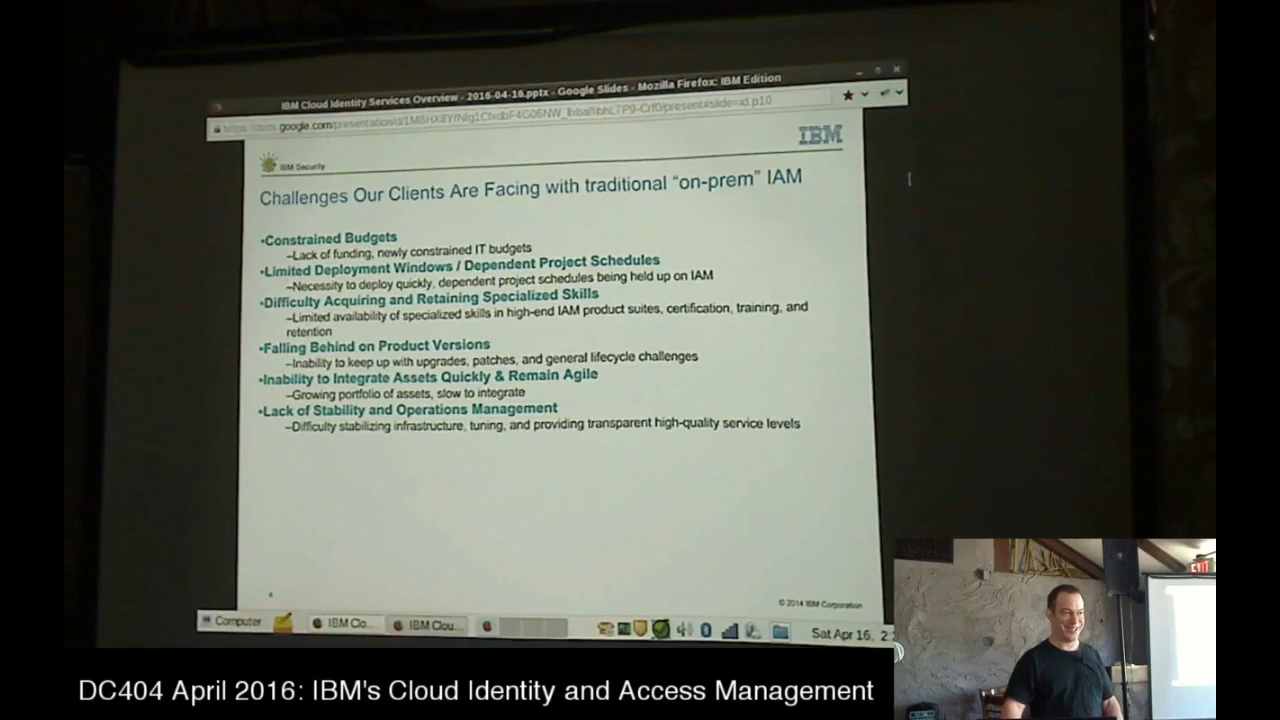 IBM Cloud Identity Services Overview - 2016-04-16.pptx - Google Slides - Mozilla Firefox: IBM Edition
IBM
IBM Security
Challenges Our Clients Are Facing with traditional “on-prem” IAM
•Constrained Budgets
–Lack of funding, newly constrained IT budgets
•Limited Deployment Windows / Dependent Project Schedules
–Necessity to deploy quickly, dependent project schedules being held up on IAM
•Difficulty Acquiring and Retaining Specialized Skills
–Limited availability of specialized skills in high-end IAM product suites, certification, training, and
retention
•Falling Behind on Product Versions
–Inability to keep up with upgrades, patches, and general lifecycle challenges
•Inability to Integrate Assets Quickly & Remain Agile
–Growing portfolio of assets, slow to integrate
•Lack of Stability and Operations Management
–Difficulty stabilizing infrastructure, tuning, and providing transparent high-quality service levels
4
© 2014 IBM Corporation
Computer
IBM Clo...
IBM Clou...
Sat Apr 16, 2:
EXIT
DC404 April 2016: IBM's Cloud Identity and Access Management